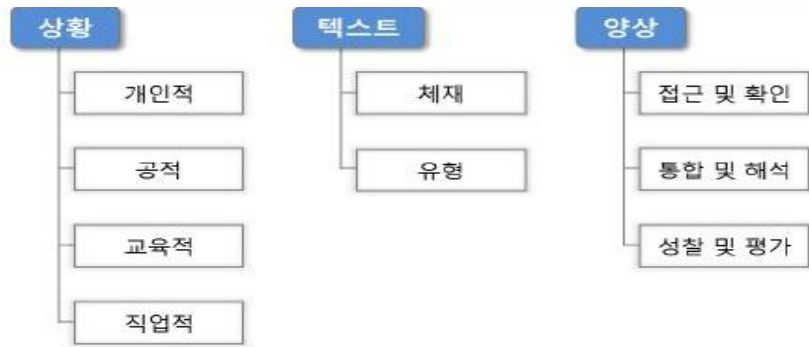 상황
개인적
공적
교육적
직업적
텍스트
체재
유형
양상
접근 및 확인
통합 및 해석
성찰 및 평가